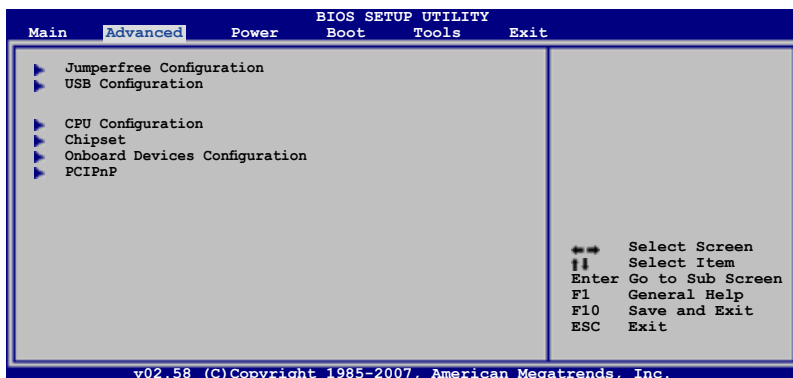 BIOS SETUP UTILITY
Main Advanced Power Boot Tools Exit
Jumperfree Configuration
USB Configuration
CPU Configuration
Chipset
Onboard Devices Configuration
PCIPnP
←→ Select Screen
↑↓ Select Item
Enter Go to Sub Screen
F1 General Help
F10 Save and Exit
ESC Exit
v02.58 (C)Copyright 1985-2007, American Megatrends, Inc.